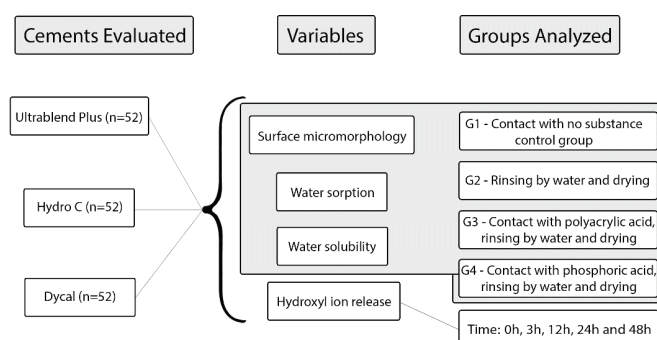 Cements Evaluated
Variables
Groups Analyzed
Ultrablend Plus (n=52)
Hydro C (n=52)
Dycal (n=52)
Surface micromorphology
Water sorption
Water solubility
Hydroxyl ion release
G1 - Contact with no substance
control group
G2 - Rinsing by water and drying
G3 - Contact with polyacrylic acid,
rinsing by water and drying
G4 - Contact with phosphoric acid,
rinsing by water and drying
Time: 0h, 3h, 12h, 24h and 48h